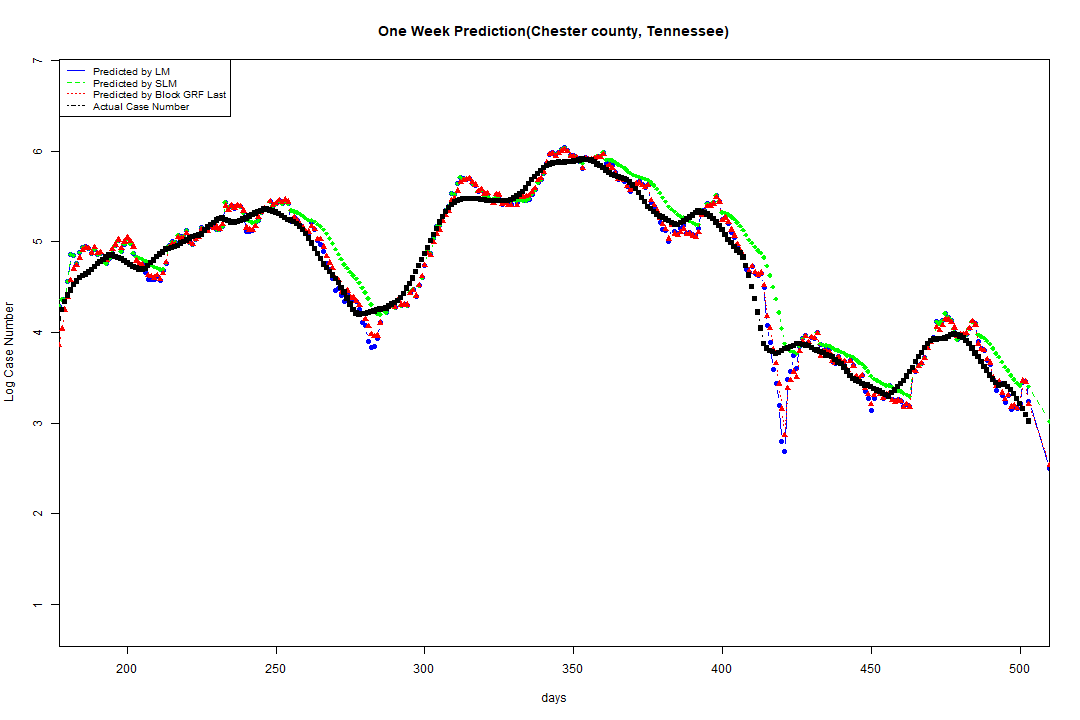 One Week Prediction(Chester county, Tennessee)
Predicted by LM
Predicted by SLM
Predicted by Block GRF Last
Actual Case Number
7
6
5
4
3
2
1
Log Case Number
200 250 300 350 400 450 500
days